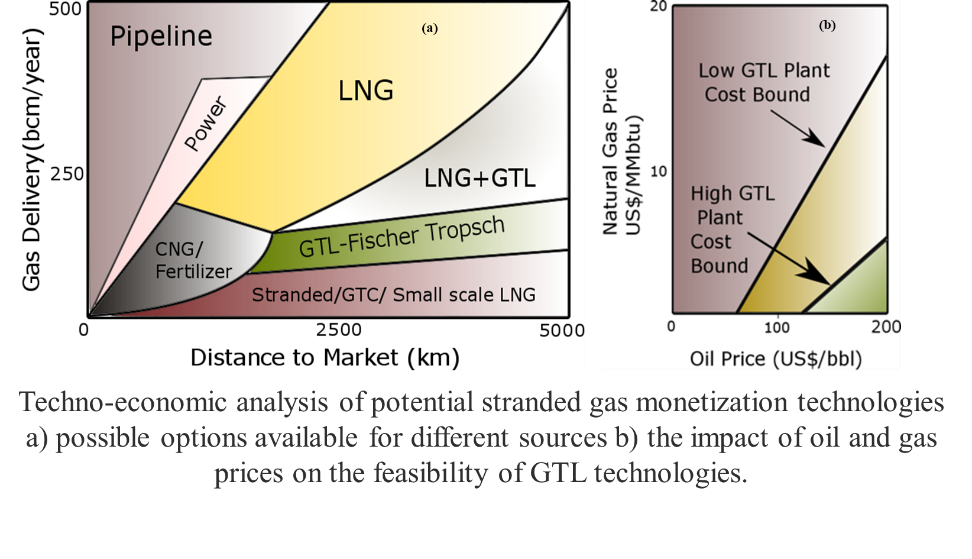 500
(a)
Pipeline
LNG
Power
250
LNG+GTL
CNG/
Fertilizer
GTL-Fischer Tropsch
Stranded/GTC/ Small scale LNG
0
2500
5000
Gas Delivery(bcm/year)
Distance to Market (km)
20
(b)
Low GTL Plant
Cost Bound
10
High GTL
Plant
Cost
Bound
0
100
200
Natural Gas Price
US$/MMbtu)
Oil Price (US$/bbl)
Techno-economic analysis of potential stranded gas monetization technologies
a) possible options available for different sources b) the impact of oil and gas
prices on the feasibility of GTL technologies.